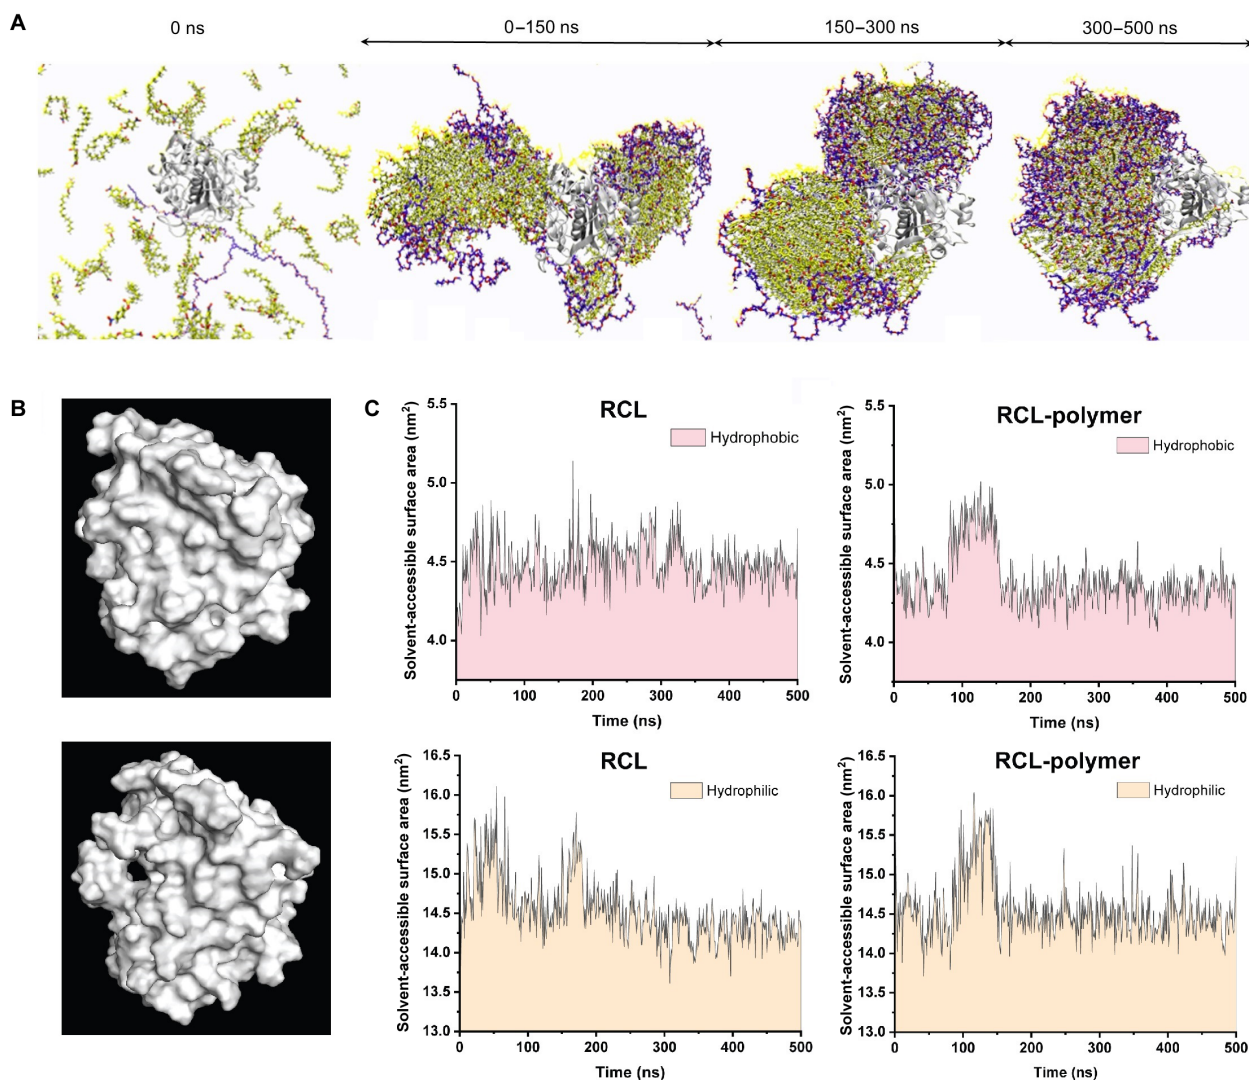 A
0 ns
0–150 ns
150–300 ns
300–500 ns
B
C
RCL
Hydrophobic
Solvent-accessible surface area (nm²)
5.5
5.0
4.5
4.0
0
100
200
300
400
500
Time (ns)
RCL-polymer
Hydrophobic
Solvent-accessible surface area (nm²)
5.5
5.0
4.5
4.0
0
100
200
300
400
500
Time (ns)
RCL
Hydrophilic
Solvent-accessible surface area (nm²)
16.5
16.0
15.5
15.0
14.5
14.0
13.5
13.0
0
100
200
300
400
500
Time (ns)
RCL-polymer
Hydrophilic
Solvent-accessible surface area (nm²)
16.5
16.0
15.5
15.0
14.5
14.0
13.5
13.0
0
100
200
300
400
500
Time (ns)